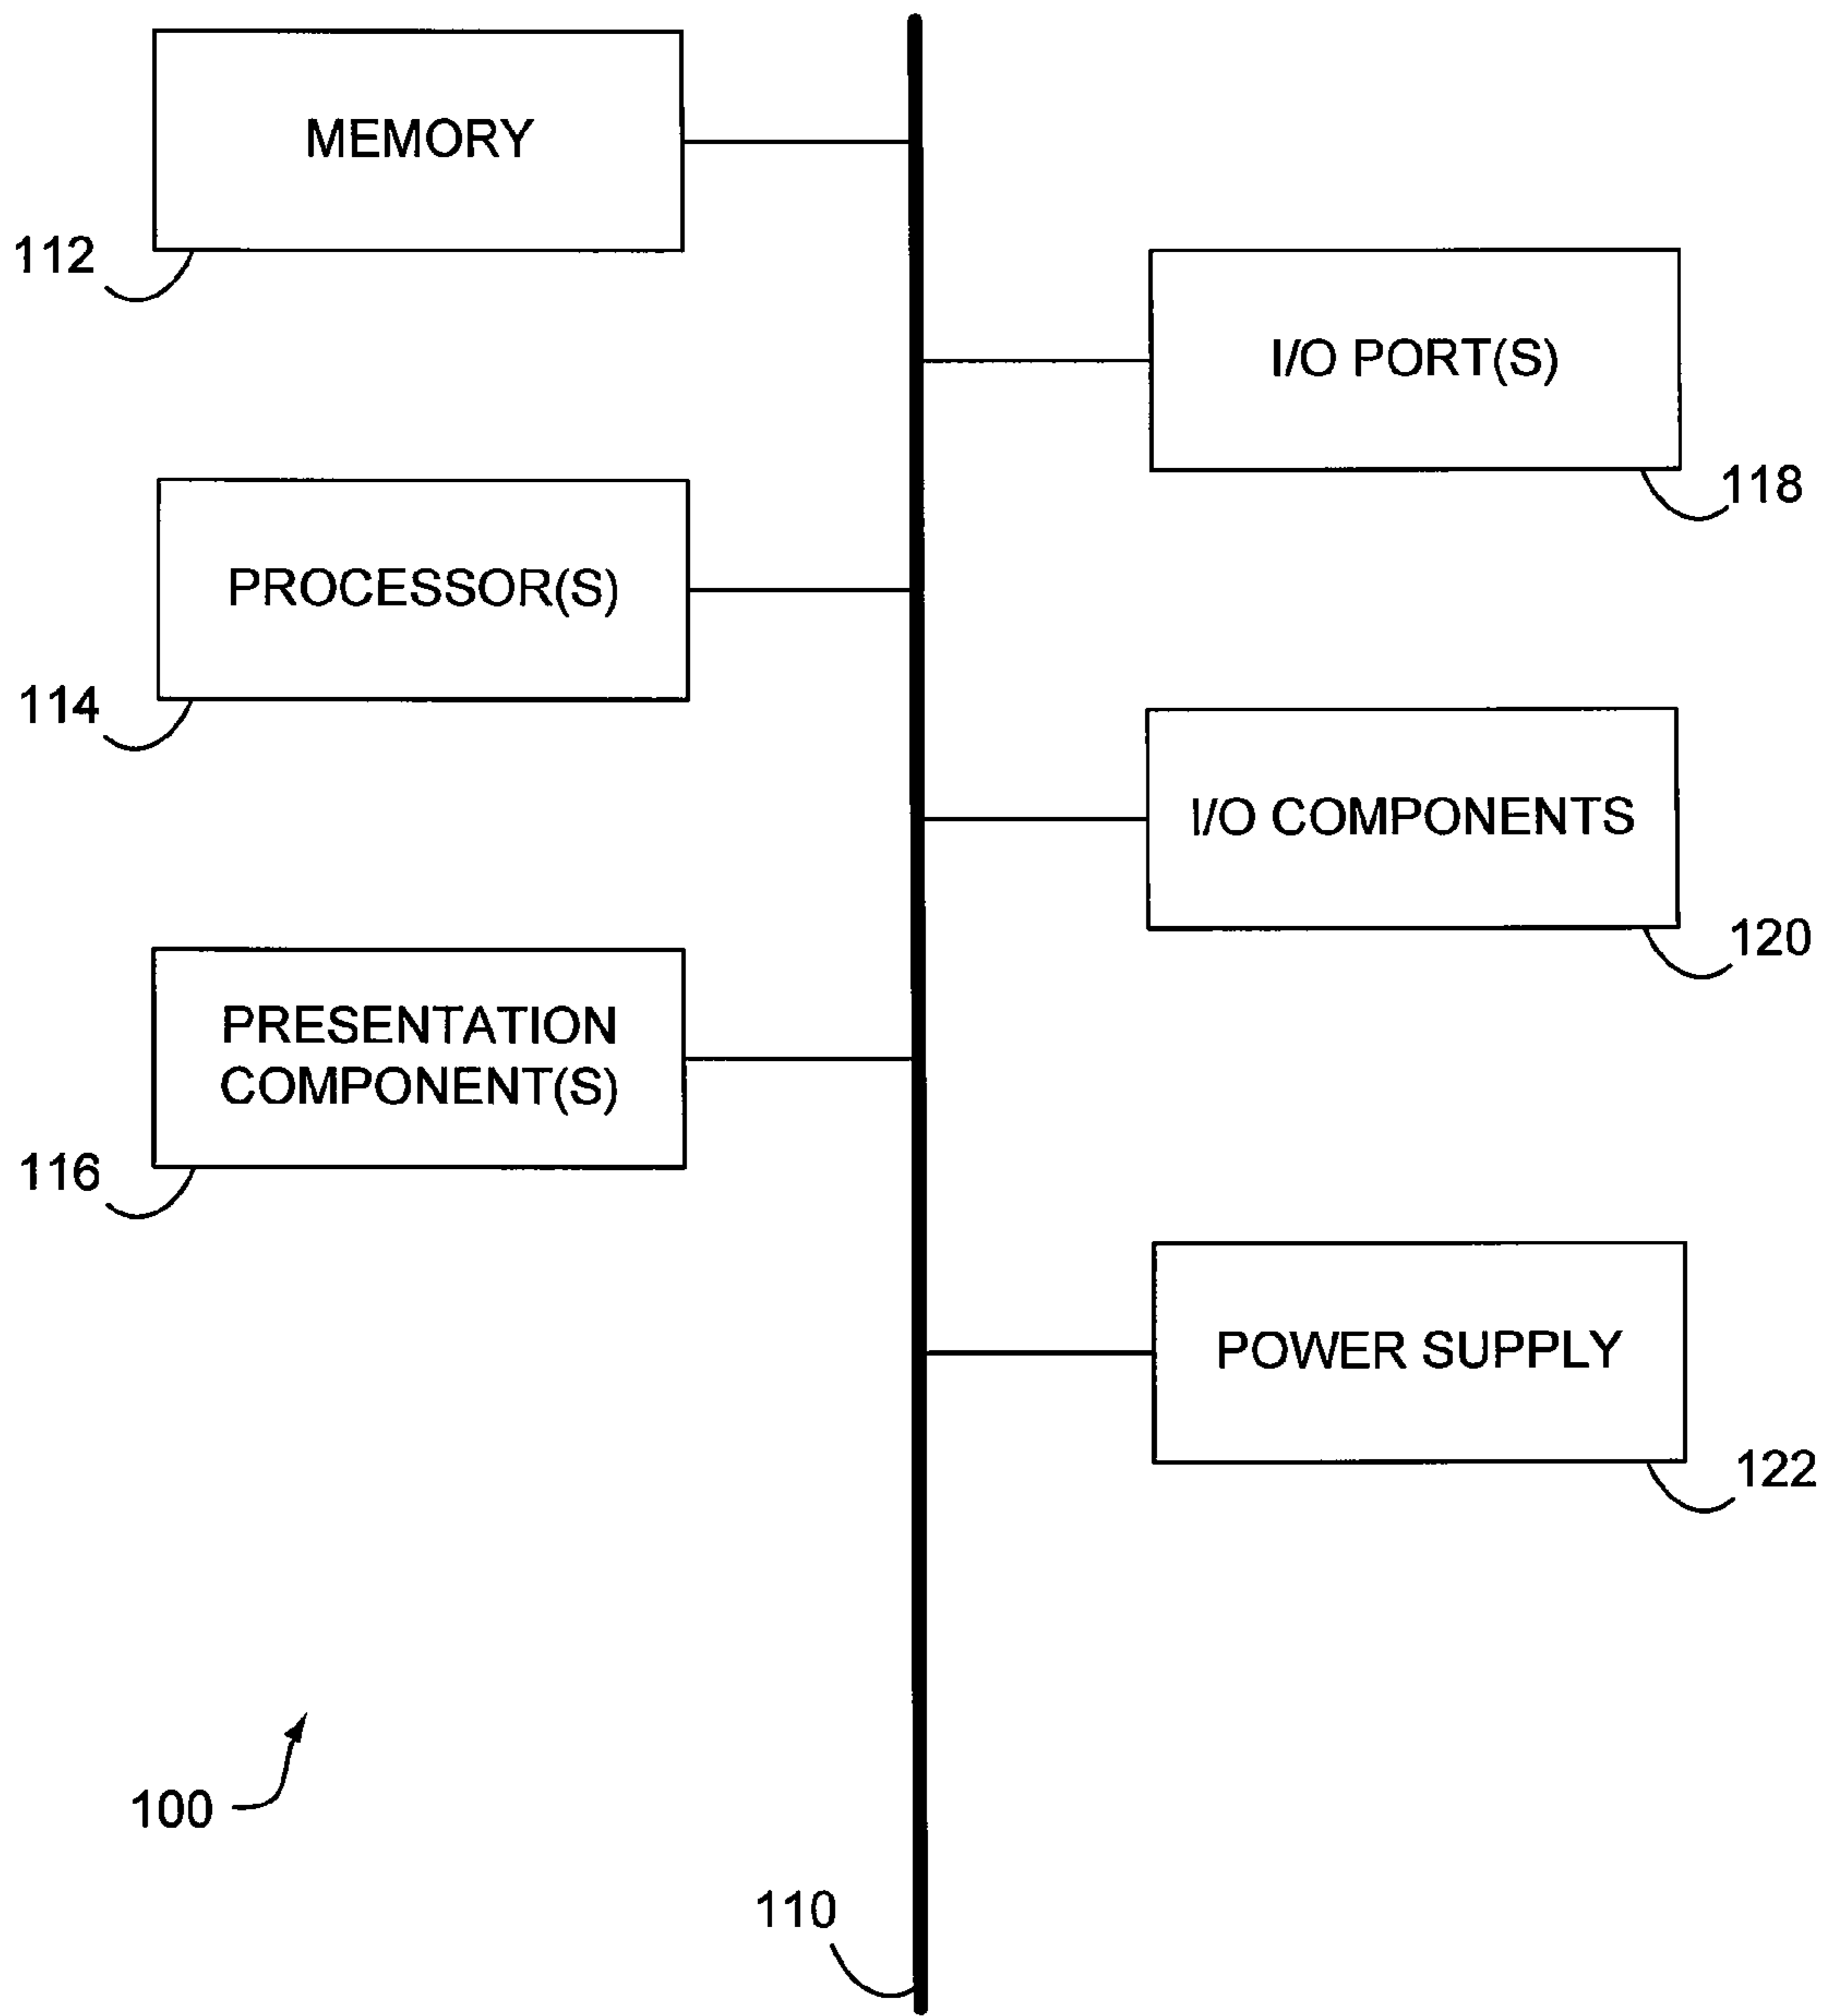 MEMORY
112
I/O PORT(S)
118
PROCESSOR(S)
114
I/O COMPONENTS
120
PRESENTATION
COMPONENT(S)
116
POWER SUPPLY
122
100
110